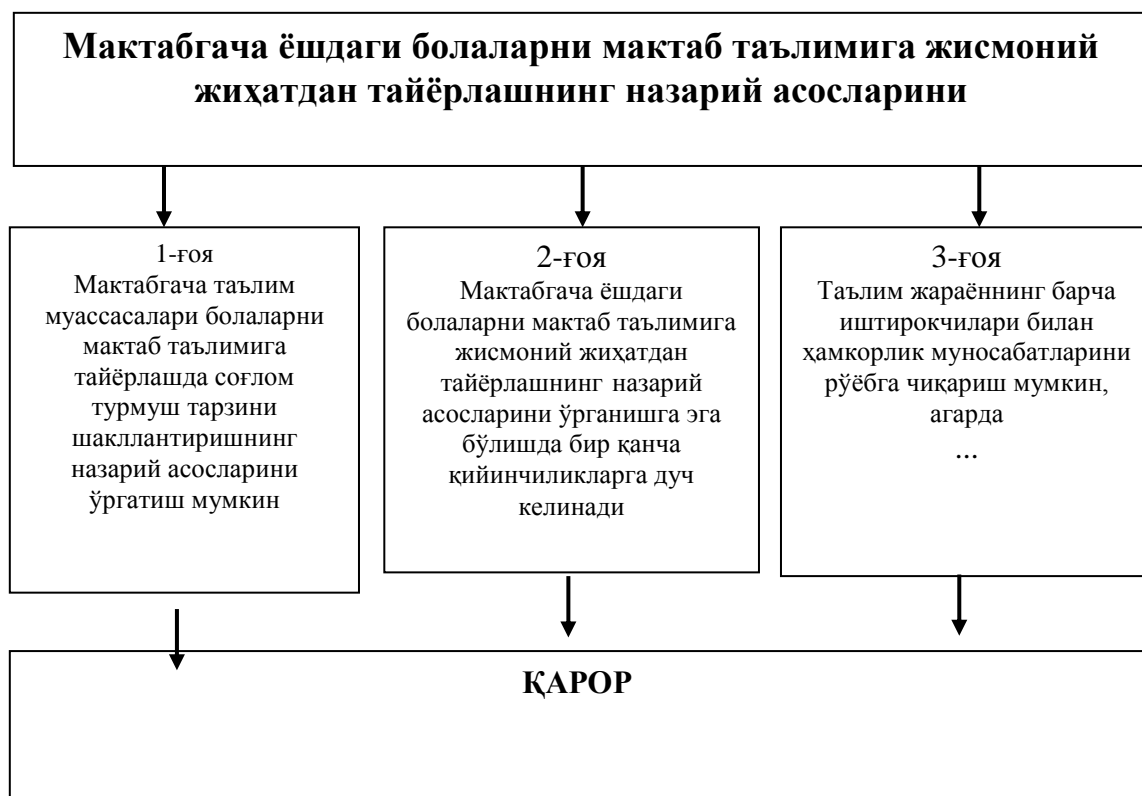 Мактабгача ёшдаги болаларни мактаб таълимига жисмоний
жиҳатдан тайёрлашнинг назарий асосларини
1-ғоя
Мактабгача таълим
муассасалари болаларни
мактаб таълимига
тайёрлашда соғлом
турмуш тарзини
шакллантиришнинг
назарий асосларини
ўргатиш мумкин
2-ғоя
Мактабгача ёшдаги
болаларни мактаб таълимига
жисмоний жиҳатдан
тайёрлашнинг назарий
асосларини ўрганишга эга
бўлишда бир қанча
қийинчиликларга дуч
келинади
3-ғоя
Таълим жараённинг барча
иштирокчилари билан
ҳамкорлик муносабатларини
рўёбга чиқариш мумкин,
агарда
...
ҚАРОР